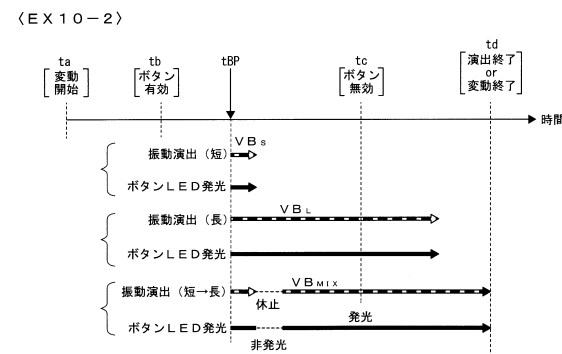 〈ＥＸ１０－２〉
ta
変動
開始
tb
ボタン
有効
tBP
tc
ボタン
無効
td
演出終了
or
変動終了
時間
ＶＢS
振動演出（短）
ボタンＬＥＤ発光
ＶＢL
振動演出（長）
ボタンＬＥＤ発光
振動演出（短→長）
ＶＢMIX
休止
発光
ボタンＬＥＤ発光
非発光